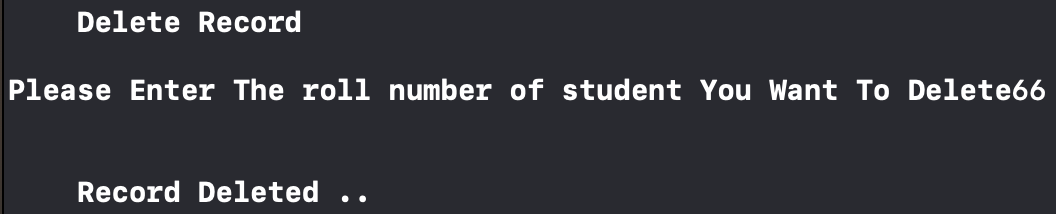 Delete Record
Please Enter The roll number of student You Want To Delete66
Record Deleted ..